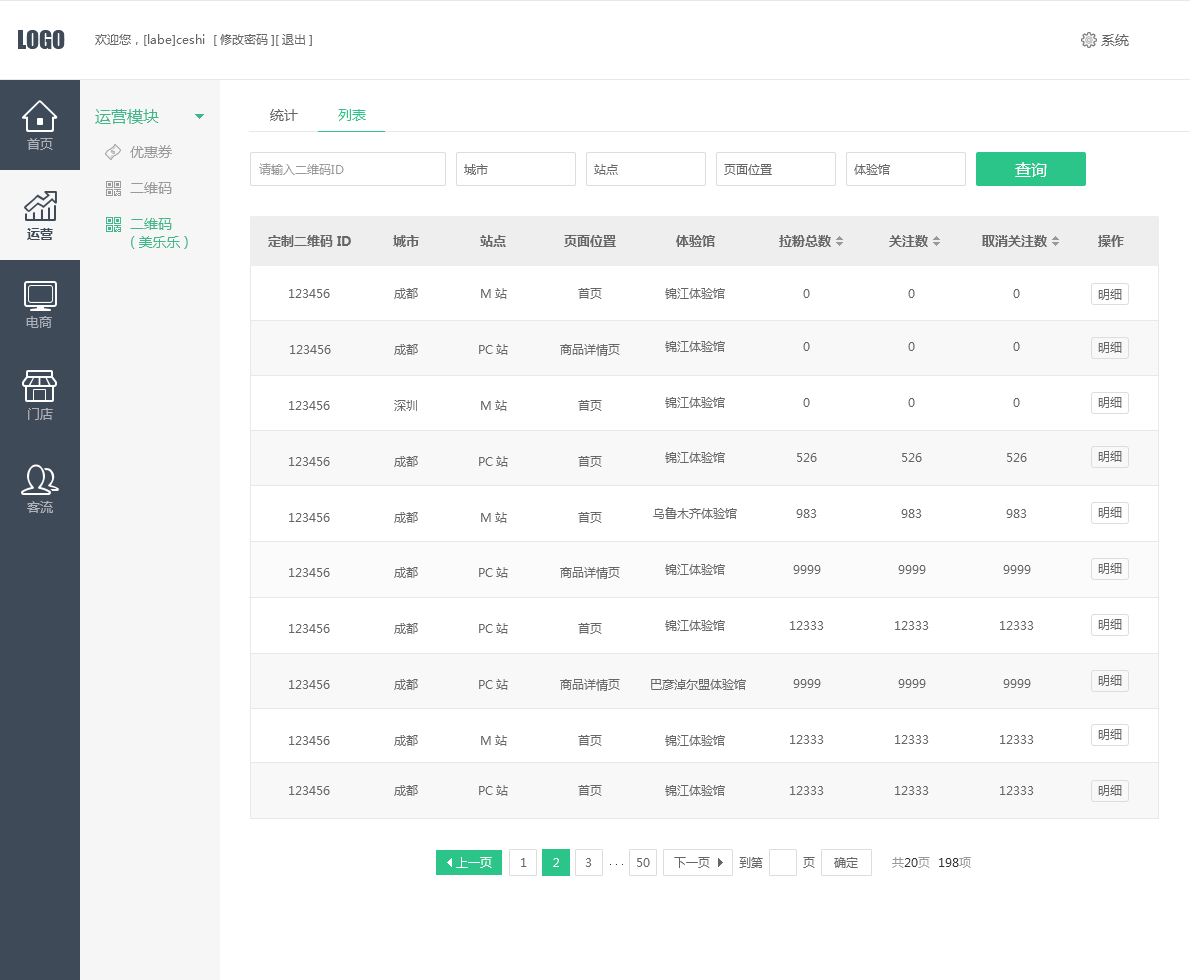 LOGO
欢迎您，[labe]ceshi [ 修改密码 ][ 退出 ]
系统
首页
运营
电商
门店
客流
运营模块
优惠券
二维码
二维码
( 美乐乐 )
统计 列表
请输入二维码ID 城市 站点 页面位置 体验馆 查询
定制二维码 ID 城市 站点 页面位置 体验馆 拉粉总数 关注数 取消关注数 操作
123456 成都 M 站 首页 锦江体验馆 0 0 0 明细
123456 成都 PC 站 商品详情页 锦江体验馆 0 0 0 明细
123456 深圳 M 站 首页 锦江体验馆 0 0 0 明细
123456 成都 PC 站 首页 锦江体验馆 526 526 526 明细
123456 成都 M 站 首页 乌鲁木齐体验馆 983 983 983 明细
123456 成都 PC 站 商品详情页 锦江体验馆 9999 9999 9999 明细
123456 成都 PC 站 首页 锦江体验馆 12333 12333 12333 明细
123456 成都 PC 站 商品详情页 巴彦淖尔盟体验馆 9999 9999 9999 明细
123456 成都 M 站 首页 锦江体验馆 12333 12333 12333 明细
123456 成都 PC 站 首页 锦江体验馆 12333 12333 12333 明细
上一页 1 2 3 ... 50 下一页 到第 页 确定 共20页 198项